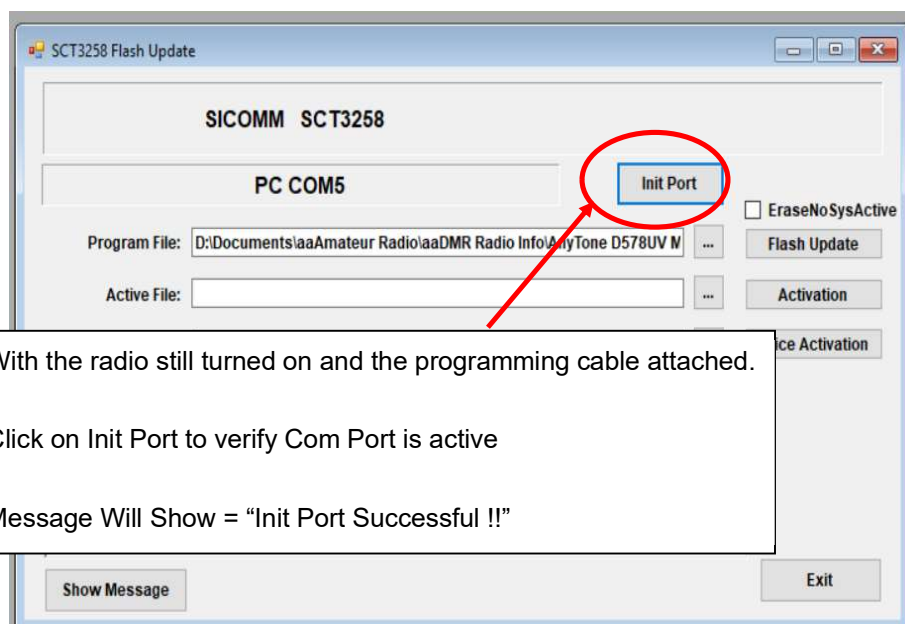 SCT3258 Flash Update
SICOMM SCT3258
PC COM5
Init Port
EraseNoSysActive
Program File: D:\Documents\aaAmateur Radio\aaDMR Radio Info\AnyTone D578UV M ... Flash Update
Active File: ... Activation
With the radio still turned on and the programming cable attached.
Click on Init Port to verify Com Port is active
Message Will Show = “Init Port Successful !!”
Activation
Show Message
Exit